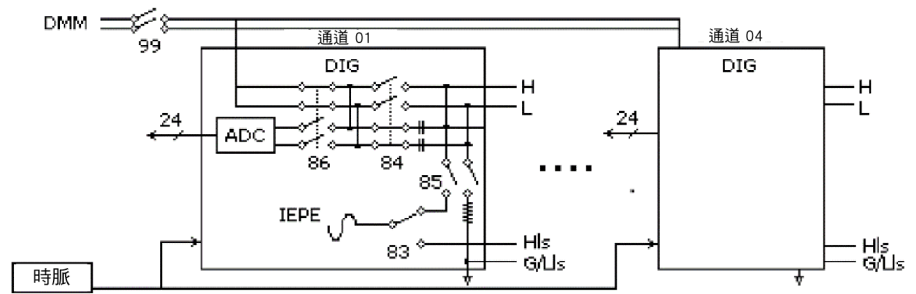 DMM
99
通道 01
通道 04
DIG
DIG
H
L
H
L
24
ADC
86
84
24
85
IEPE
83
HIs
G/LIs
HIs
G/LIs
時脈